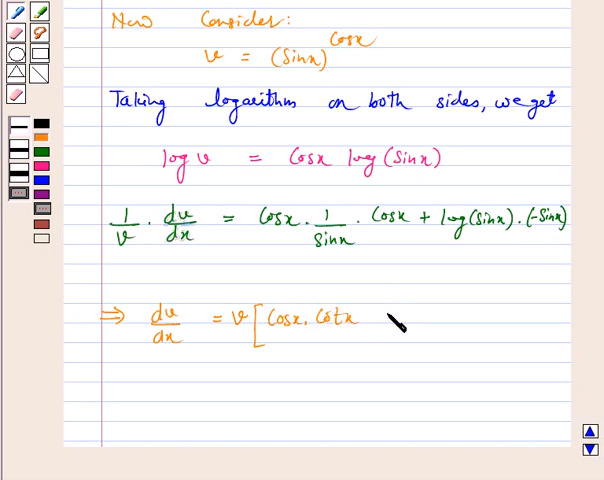 Now Consider:
v = (sinx)^cosx
Taking logarithm on both sides, we get
log v = cosx log(sinx)
1/v · dv/dx = cosx · 1/sinx · cosx + log(sinx) · (-sinx)
⇒ dv/dx = v [ cosx. cotx